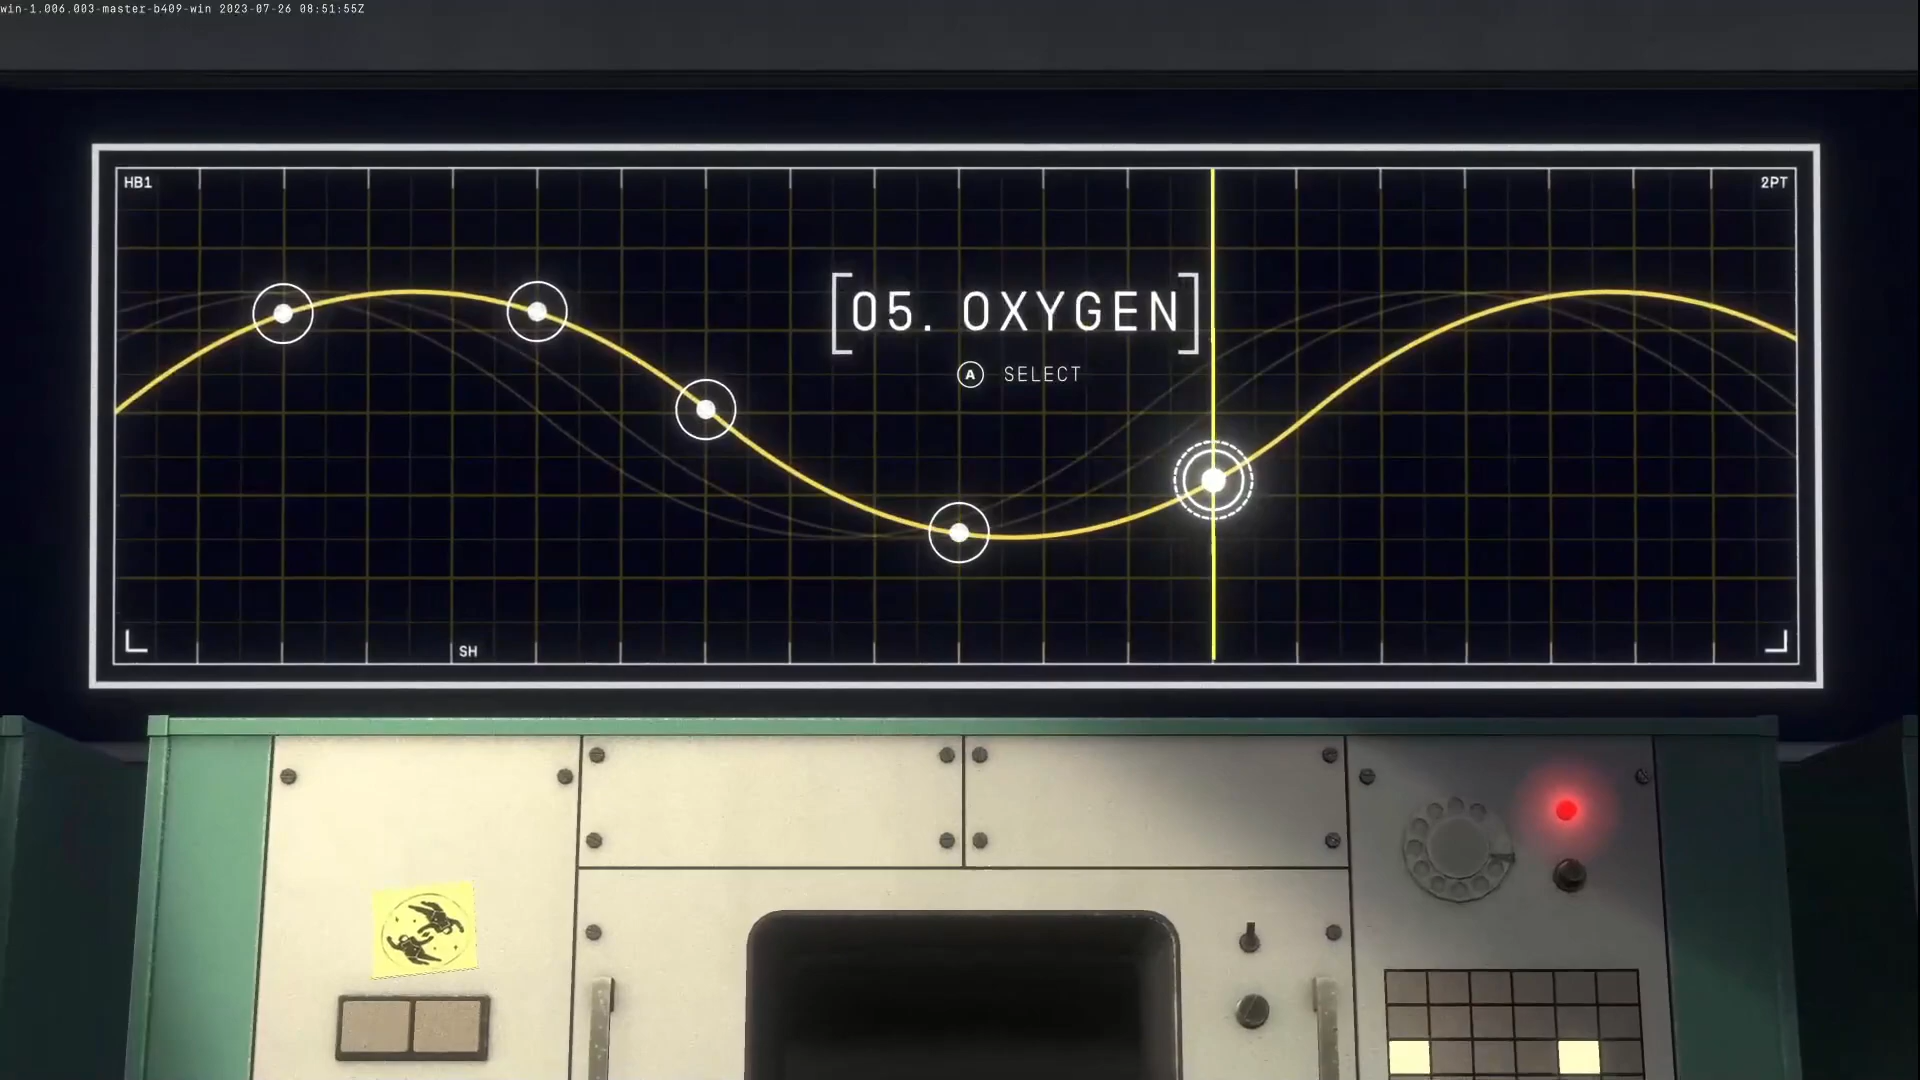 win-1.006.003-master-b409-win 2023-07-26 08:51:55Z
HB1
2PT
[05. OXYGEN]
A SELECT
SH